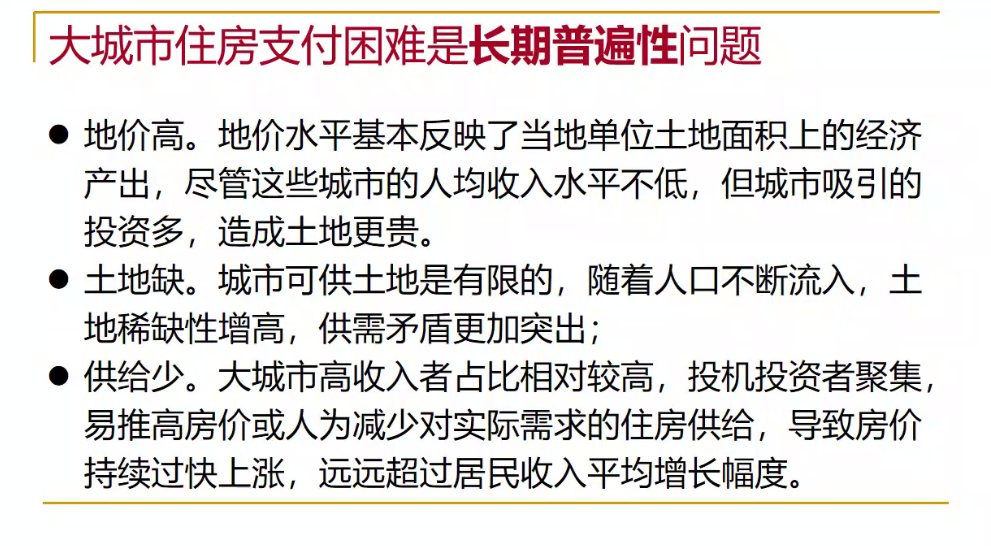 大城市住房支付困难是长期普遍性问题
● 地价高。地价水平基本反映了当地单位土地面积上的经济
产出，尽管这些城市的人均收入水平不低，但城市吸引的
投资多，造成土地更贵。
● 土地缺。城市可供土地是有限的，随着人口不断流入，土
地稀缺性增高，供需矛盾更加突出；
● 供给少。大城市高收入者占比相对较高，投机投资者聚集，
易推高房价或人为减少对实际需求的住房供给，导致房价
持续过快上涨，远远超过居民收入平均增长幅度。